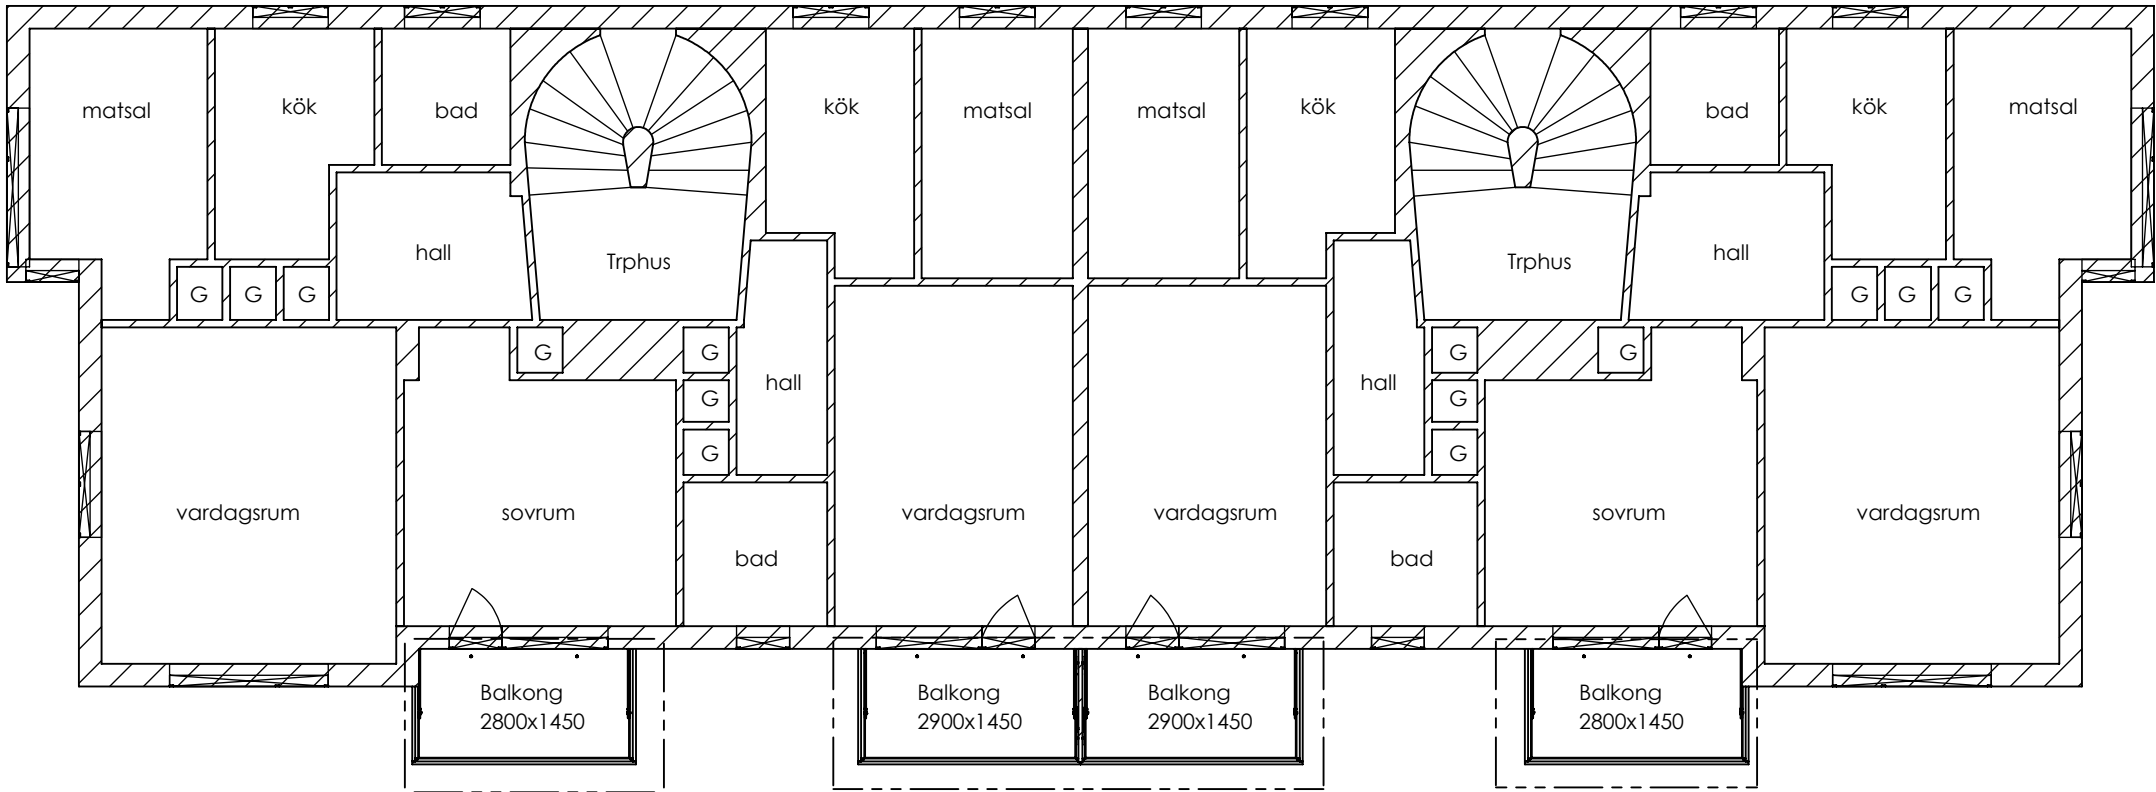 matsal
kök
bad
kök
matsal
matsal
kök
bad
kök
matsal
hall
Trphus
Trphus
hall
G
G
G
G
G
G
G
G
hall
hall
G
G
G
G
G
G
vardagsrum
sovrum
vardagsrum
vardagsrum
sovrum
vardagsrum
bad
bad
Balkong
2800x1450
Balkong
2900x1450
Balkong
2900x1450
Balkong
2800x1450